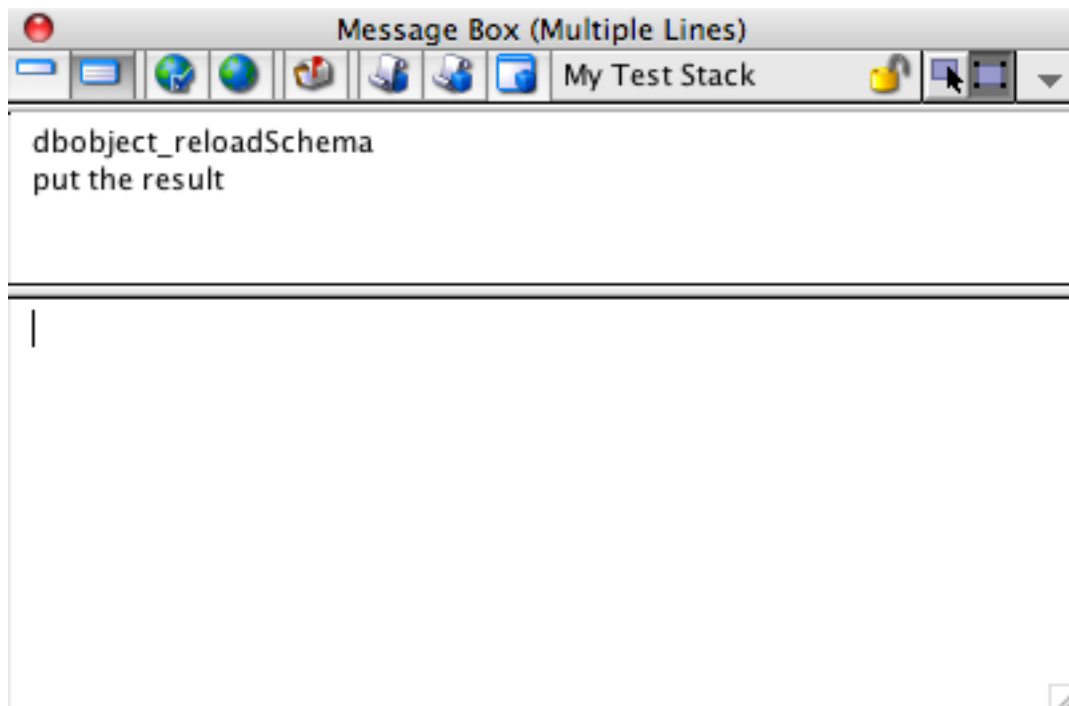 Message Box (Multiple Lines)
My Test Stack
dbobject_reloadSchema
put the result